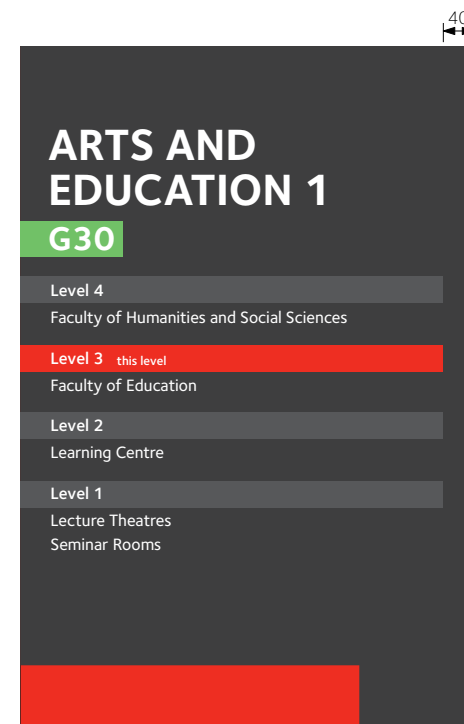 40
ARTS AND
EDUCATION 1
G30
Level 4
Faculty of Humanities and Social Sciences
Level 3 this level
Faculty of Education
Level 2
Learning Centre
Level 1
Lecture Theatres
Seminar Rooms